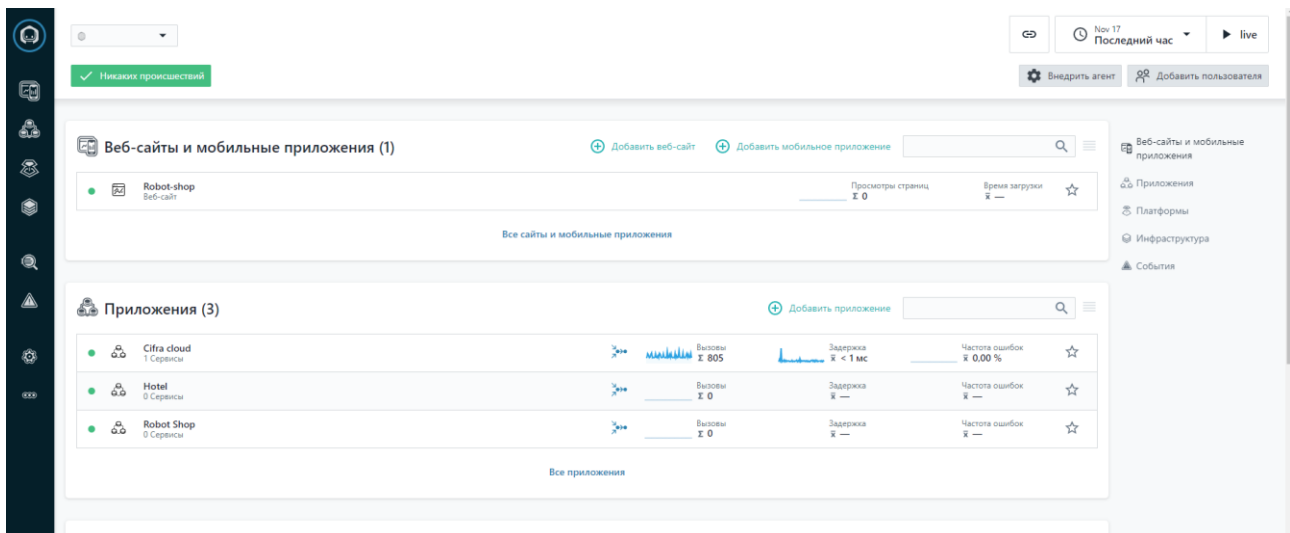 Nov 17
Последний час
live
Никаких происшествий
Внедрить агент
Добавить пользователя
Веб-сайты и мобильные приложения (1)
Добавить веб-сайт
Добавить мобильное приложение
Robot-shop
Веб-сайт
Просмотры страниц
Σ 0
Время загрузки
x̄ —
Все сайты и мобильные приложения
Веб-сайты и мобильные
приложения
Приложения
Платформы
Инфраструктура
События
Приложения (3)
Добавить приложение
Cifra cloud
1 Сервисы
Вызовы
Σ 805
Задержка
x̄ < 1 мс
Частота ошибок
x̄ 0,00 %
Hotel
0 Сервисы
Вызовы
Σ 0
Задержка
x̄ —
Частота ошибок
x̄ —
Robot Shop
0 Сервисы
Вызовы
Σ 0
Задержка
x̄ —
Частота ошибок
x̄ —
Все приложения